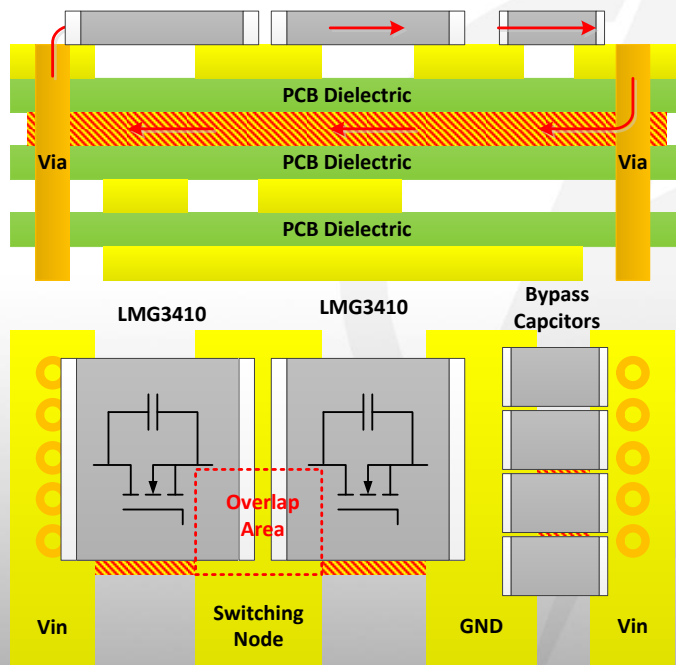 PCB Dielectric
Via
PCB Dielectric
Via
PCB Dielectric
LMG3410
LMG3410
Bypass
Capcitors
Overlap
Area
Vin
Switching
Node
GND
Vin